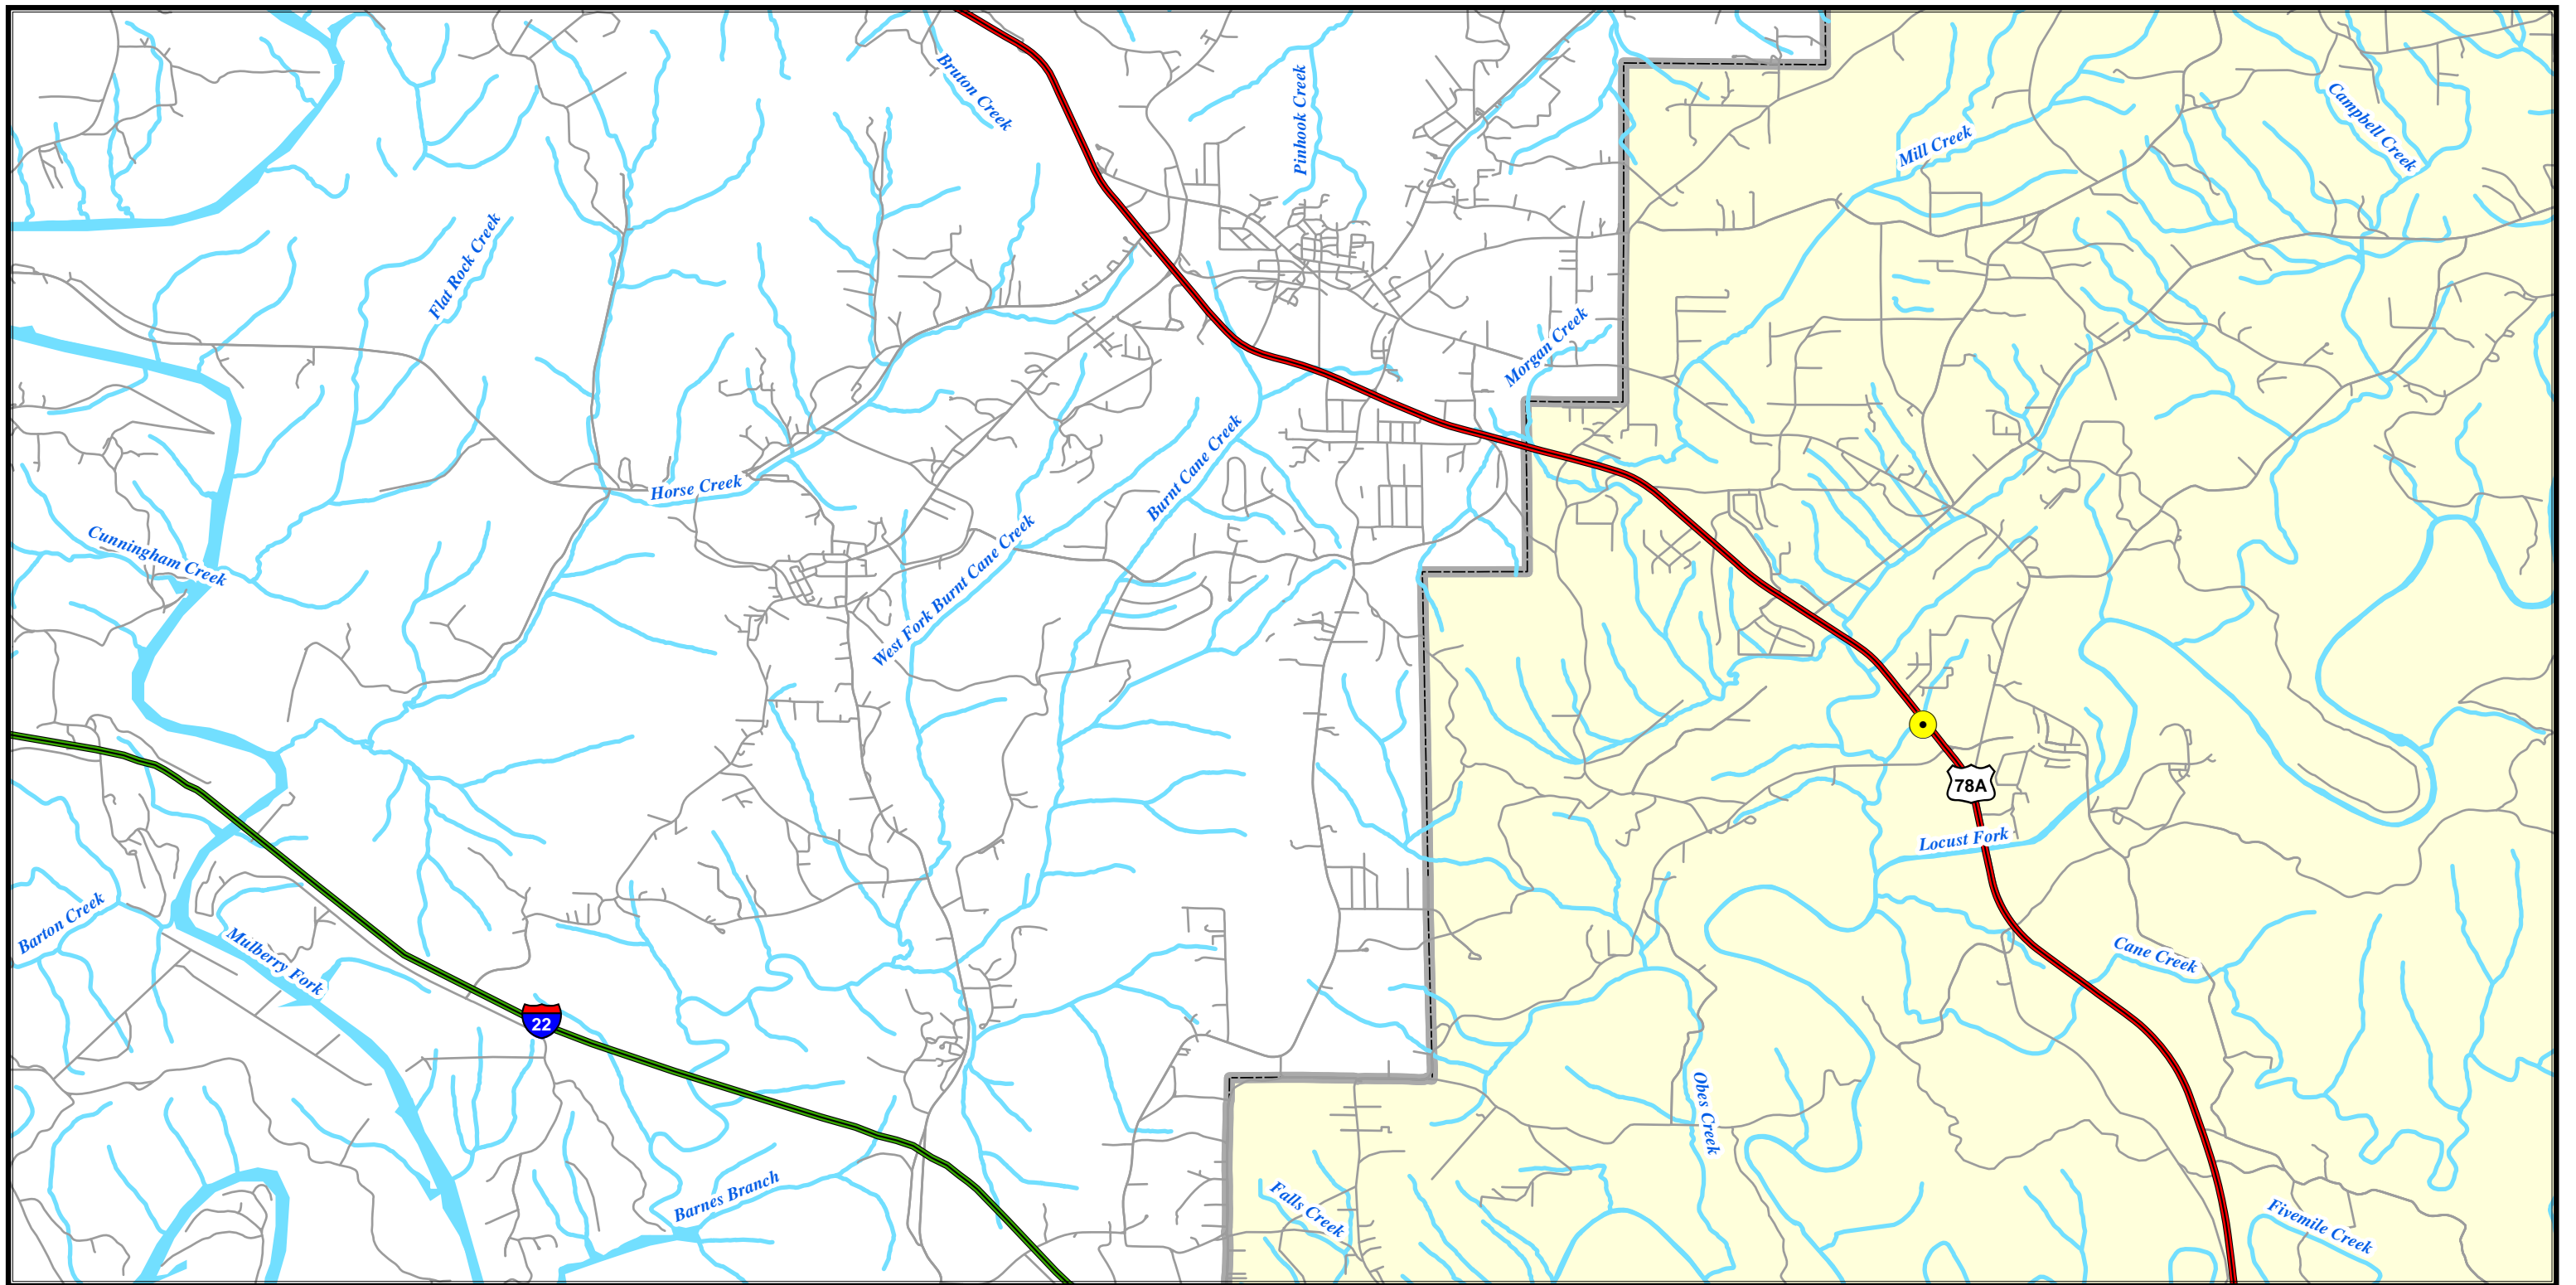 Bruton Creek
Pinhook Creek
Campbell Creek
Mill Creek
Flat Rock Creek
Morgan Creek
Burnt Cane Creek
Horse Creek
Cunningham Creek
West Fork Burnt Cane Creek
78A
Locust Fork
Barton Creek
Mulberry Fork
Cane Creek
22
Obes Creek
Barnes Branch
Falls Creek
Fivemile Creek